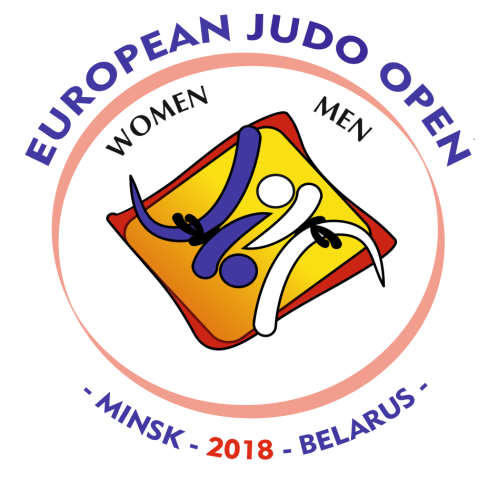 EUROPEAN JUDO OPEN
WOMEN
MEN
- MINSK - 2018 - BELARUS -